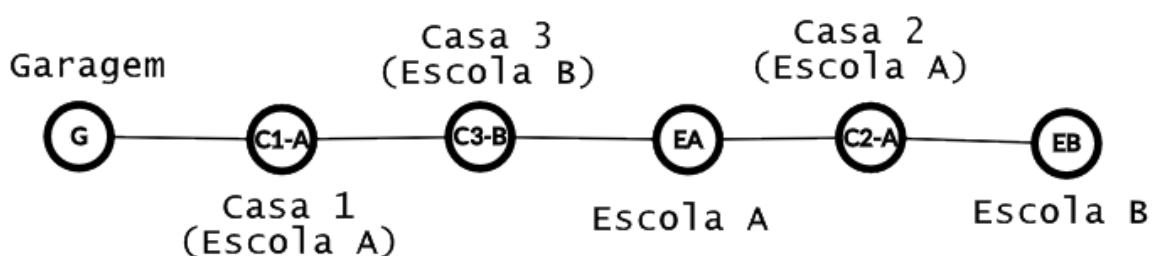 Garagem
Casa 3
(Escola B)
Casa 2
(Escola A)
G
C1-A
C3-B
EA
C2-A
EB
Casa 1
(Escola A)
Escola A
Escola B